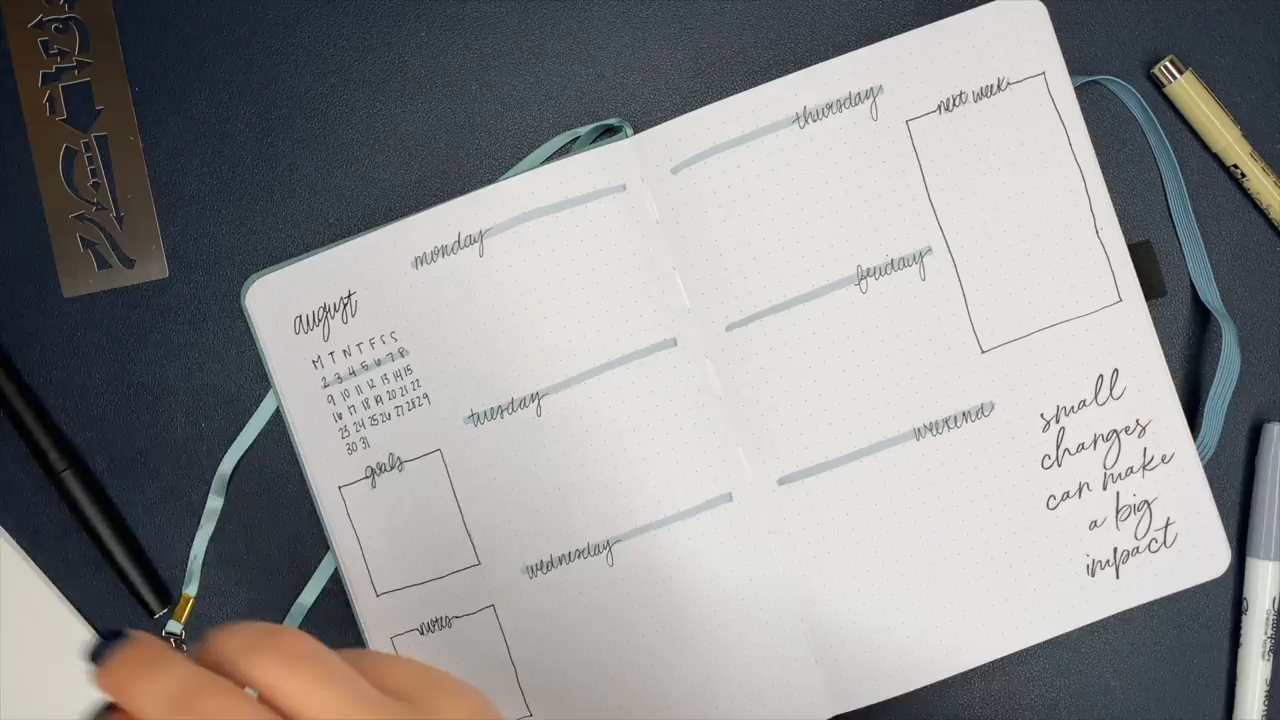 august
M T N T F S S
2 3 4 5 6 7 8
9 10 11 12 13 14 15
16 17 18 19 20 21 22
23 24 25 26 27 28 29
30 31
goals
notes
monday
tuesday
wednesday
thursday
friday
weekend
next week
small
changes
can make
a big
impact
Sharpie